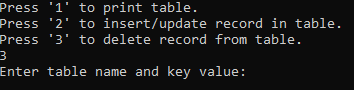 Press '1' to print table.
Press '2' to insert/update record in table.
Press '3' to delete record from table.
3
Enter table name and key value: